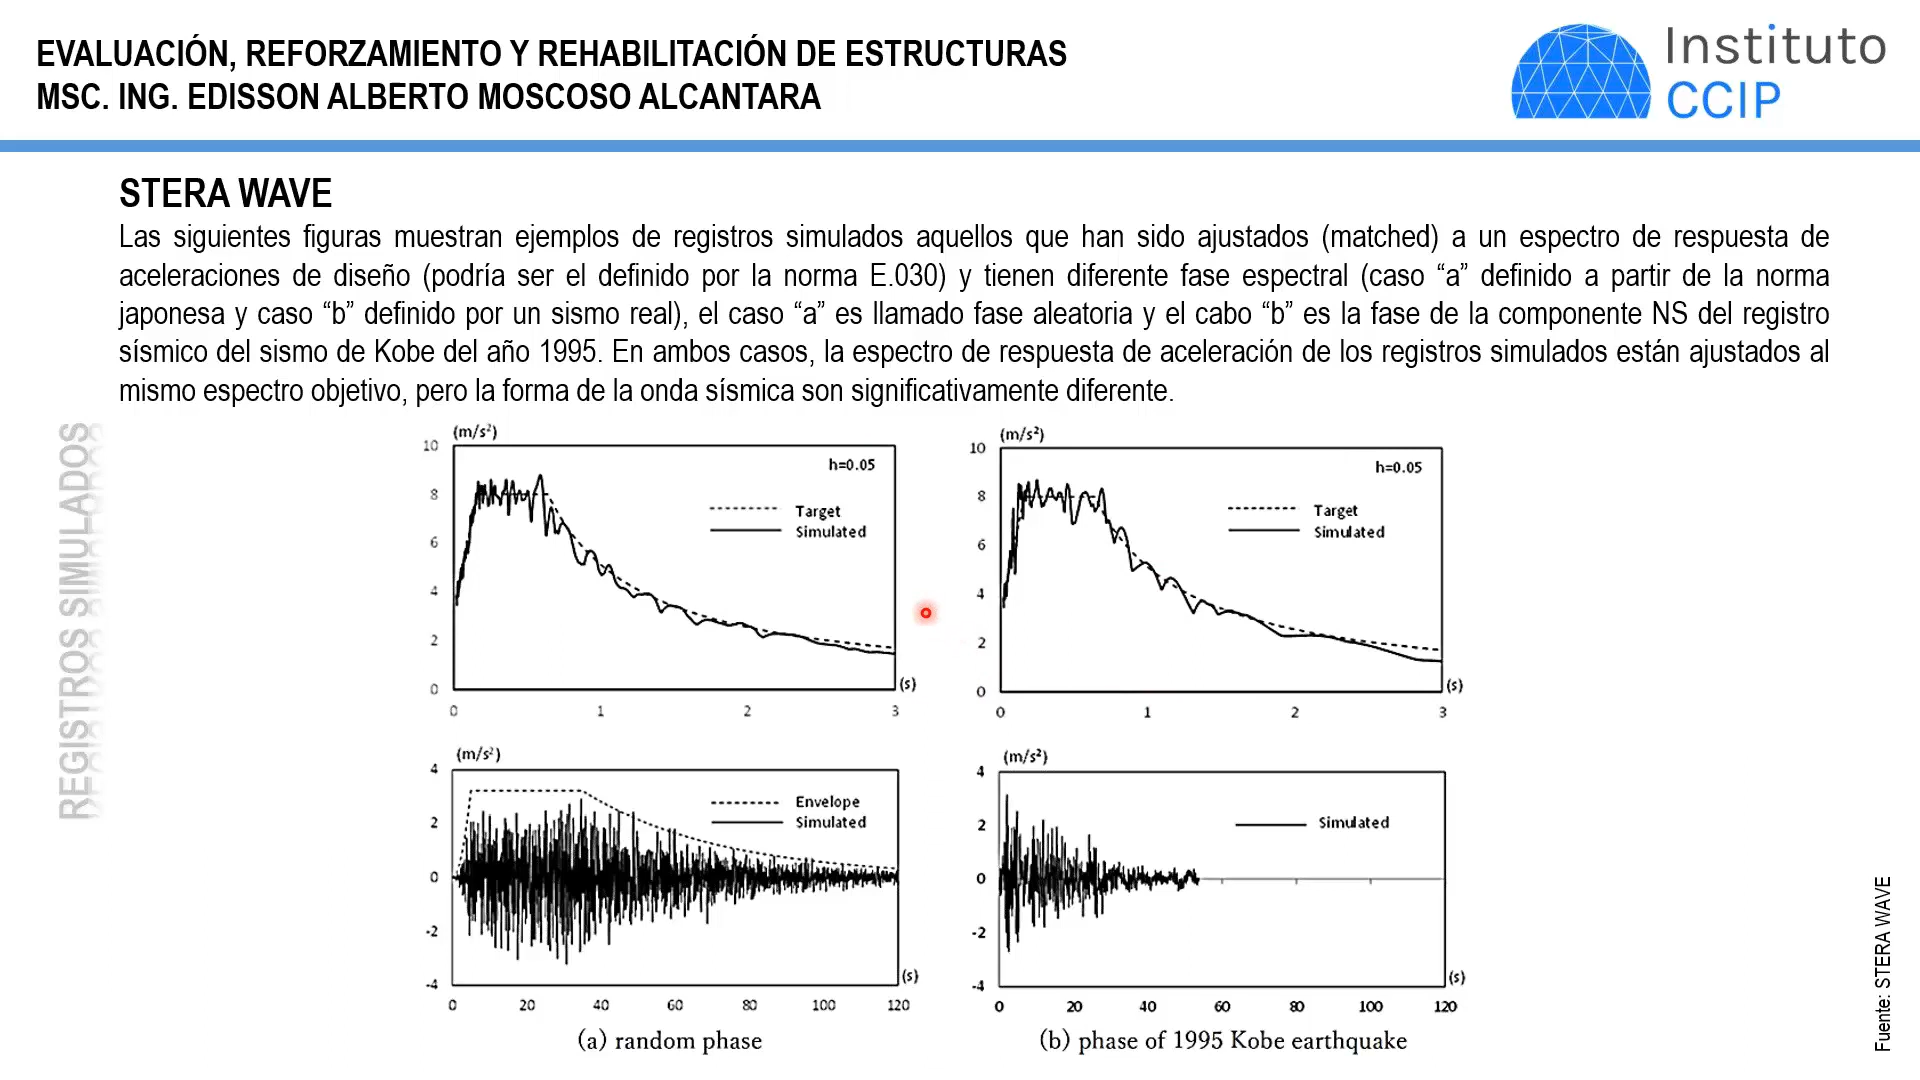 EVALUACIÓN, REFORZAMIENTO Y REHABILITACIÓN DE ESTRUCTURAS
MSC. ING. EDISSON ALBERTO MOSCOSO ALCANTARA
Instituto
CCIP
STERA WAVE
Las siguientes figuras muestran ejemplos de registros simulados aquellos que han sido ajustados (matched) a un espectro de respuesta de
aceleraciones de diseño (podría ser el definido por la norma E.030) y tienen diferente fase espectral (caso “a” definido a partir de la norma
japonesa y caso “b” definido por un sismo real), el caso “a” es llamado fase aleatoria y el cabo “b” es la fase de la componente NS del registro
sísmico del sismo de Kobe del año 1995. En ambos casos, la espectro de respuesta de aceleración de los registros simulados están ajustados al
mismo espectro objetivo, pero la forma de la onda sísmica son significativamente diferente.
REGISTROS SIMULADOS
(m/s²)
10
8
6
4
2
0
h=0.05
Target
Simulated
(s)
0 1 2 3
(m/s²)
10
8
6
4
2
0
h=0.05
Target
Simulated
(s)
0 1 2 3
(m/s²)
4
2
0
-2
-4
Envelope
Simulated
(s)
0 20 40 60 80 100 120
(a) random phase
(m/s²)
4
2
0
-2
-4
Simulated
(s)
0 20 40 60 80 100 120
(b) phase of 1995 Kobe earthquake
Fuente: STERA WAVE